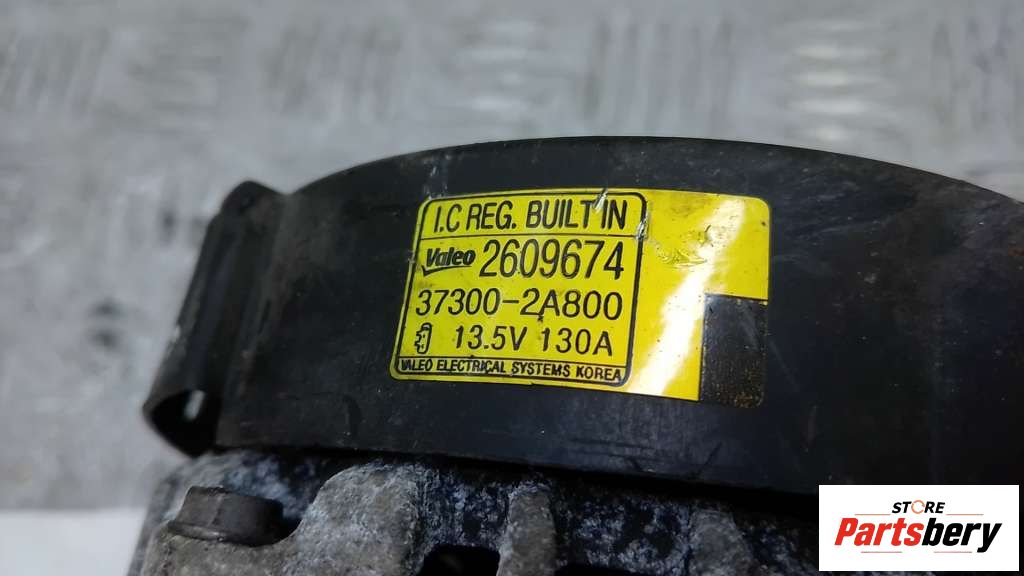 I.C REG. BUILT IN
Valeo 2609674
37300-2A800
13.5V 130A
VALEO ELECTRICAL SYSTEMS KOREA
STORE
Partsbery